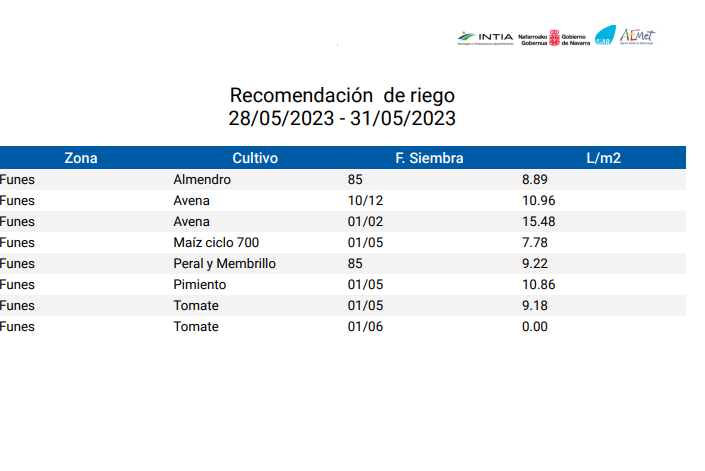 INTIA
Nafarroako Gobernua
Gobierno de Navarra
AEmet
Recomendación de riego
28/05/2023 - 31/05/2023
Zona Cultivo F. Siembra L/m2
Funes Almendro 85 8.89
Funes Avena 10/12 10.96
Funes Avena 01/02 15.48
Funes Maíz ciclo 700 01/05 7.78
Funes Peral y Membrillo 85 9.22
Funes Pimiento 01/05 10.86
Funes Tomate 01/05 9.18
Funes Tomate 01/06 0.00